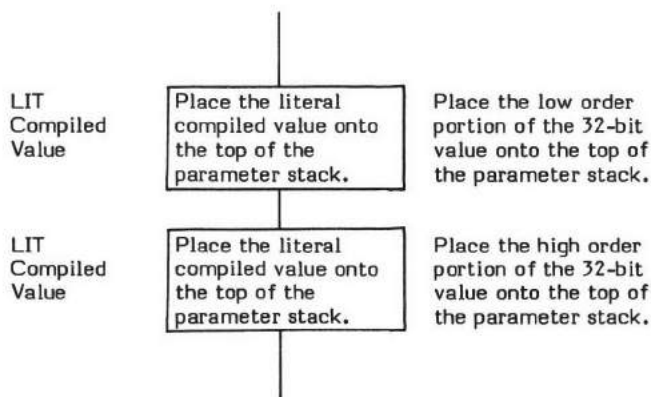 LIT
Compiled
Value
Place the literal
compiled value onto
the top of the
parameter stack.
Place the low order
portion of the 32-bit
value onto the top of
the parameter stack.
LIT
Compiled
Value
Place the literal
compiled value onto
the top of the
parameter stack.
Place the high order
portion of the 32-bit
value onto the top of
the parameter stack.